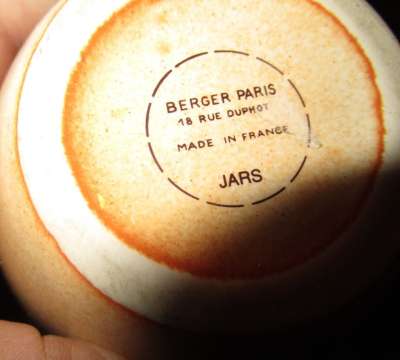 BERGER PARIS
18 RUE DUPHOT
MADE IN FRANCE
JARS